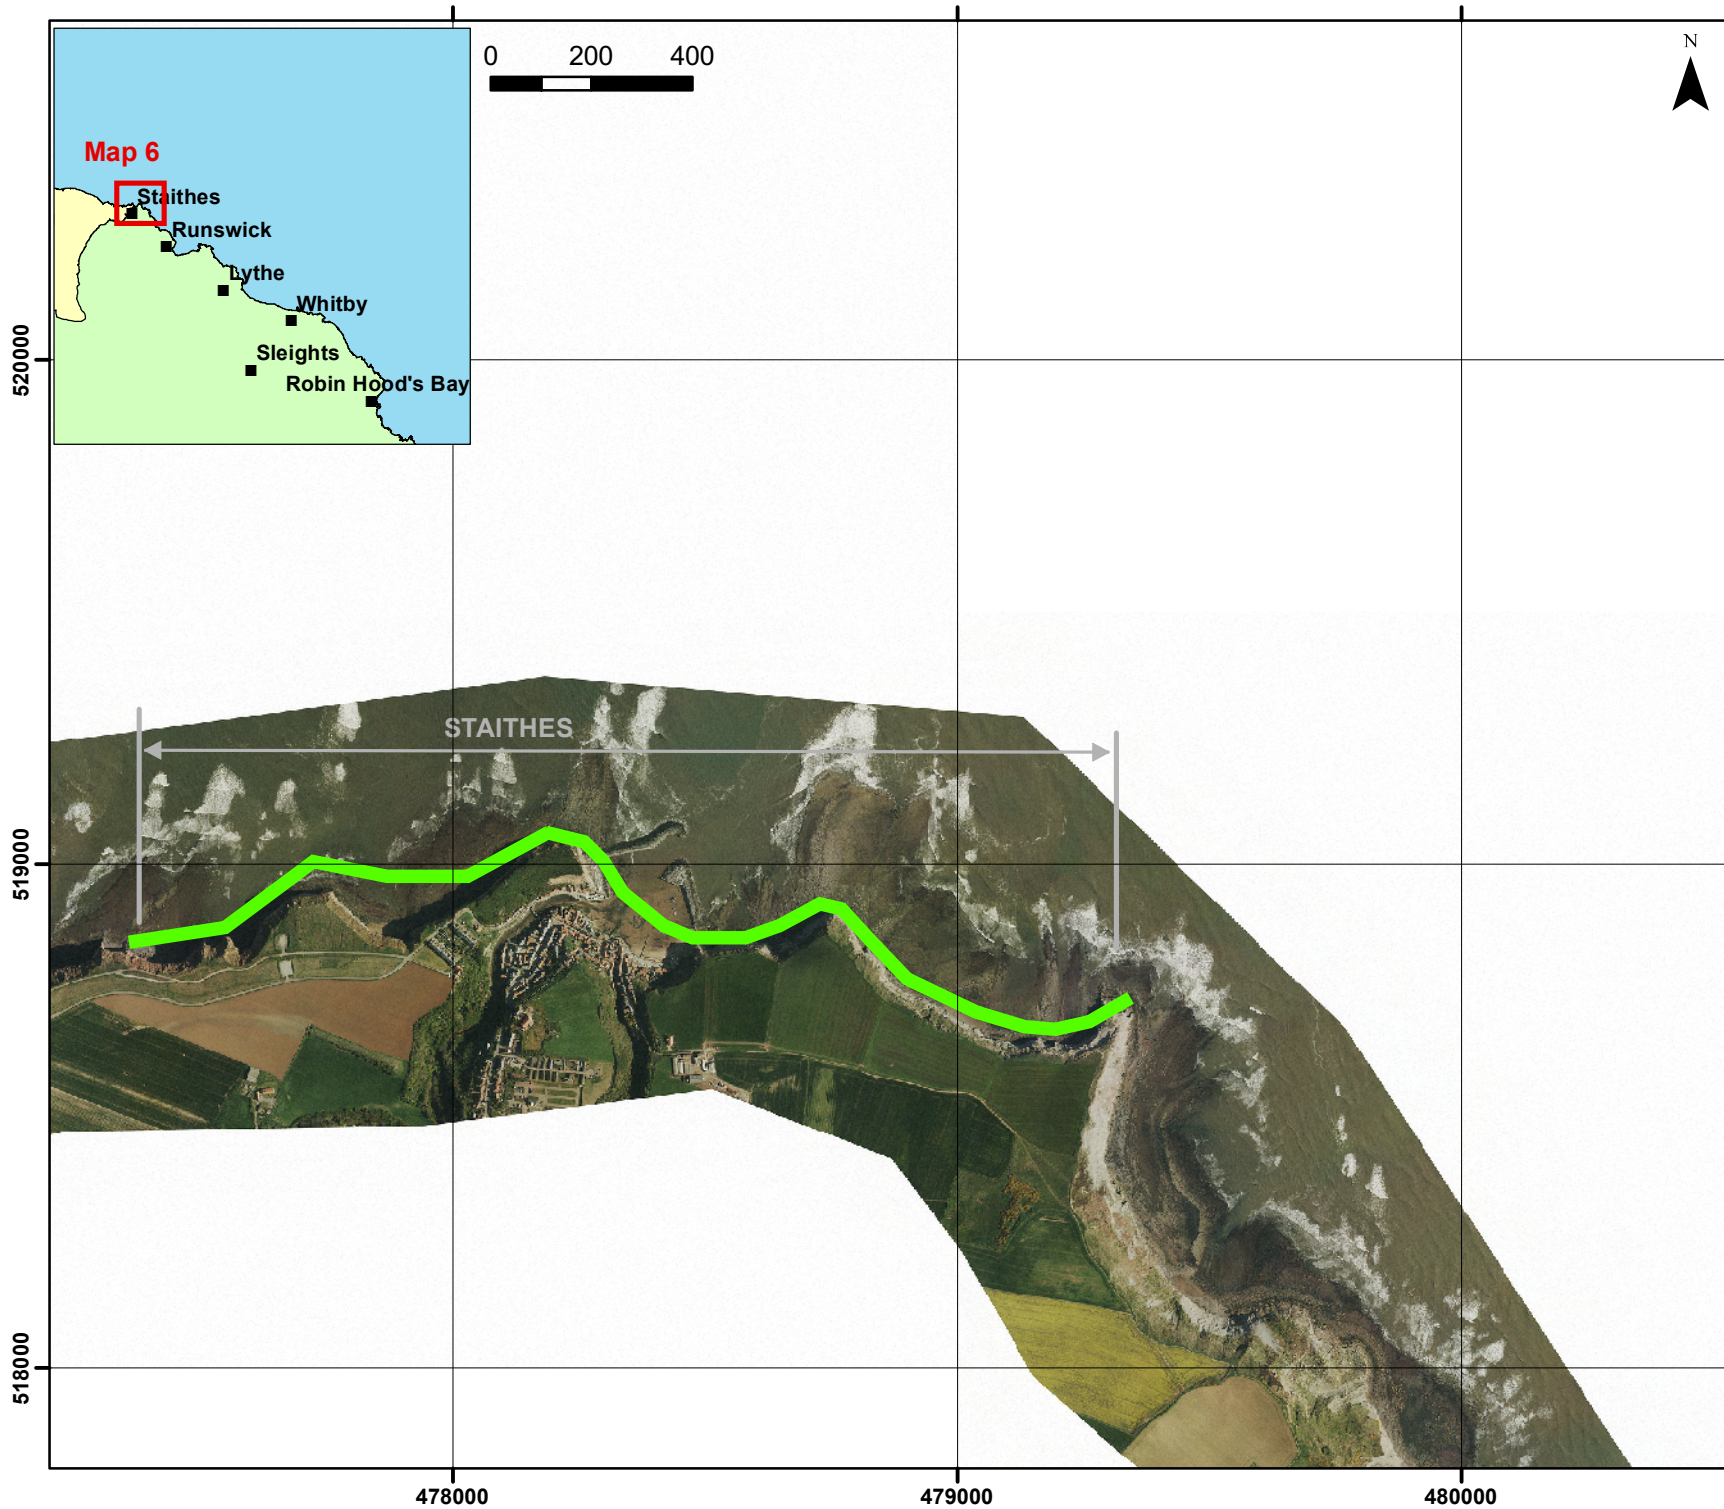 0 200 400
N
Map 6
Staithes
Runswick
Lythe
Whitby
Sleights
Robin Hood's Bay
520000
STAITHES
519000
518000
478000 479000 480000